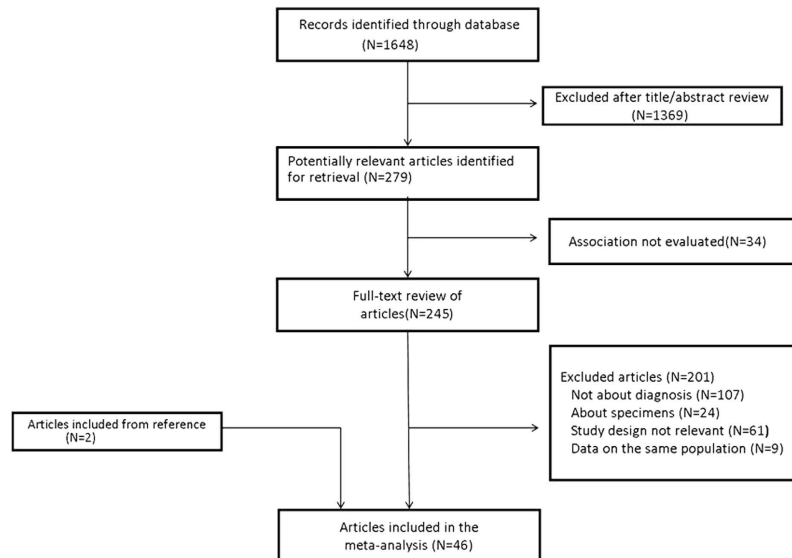 Records identified through database
(N=1648)
Excluded after title/abstract review
(N=1369)
Potentially relevant articles identified
for retrieval (N=279)
Association not evaluated(N=34)
Full-text review of
articles(N=245)
Excluded articles (N=201)
Not about diagnosis (N=107)
About specimens (N=24)
Study design not relevant (N=61)
Data on the same population (N=9)
Articles included from reference
(N=2)
Articles included in the
meta-analysis (N=46)